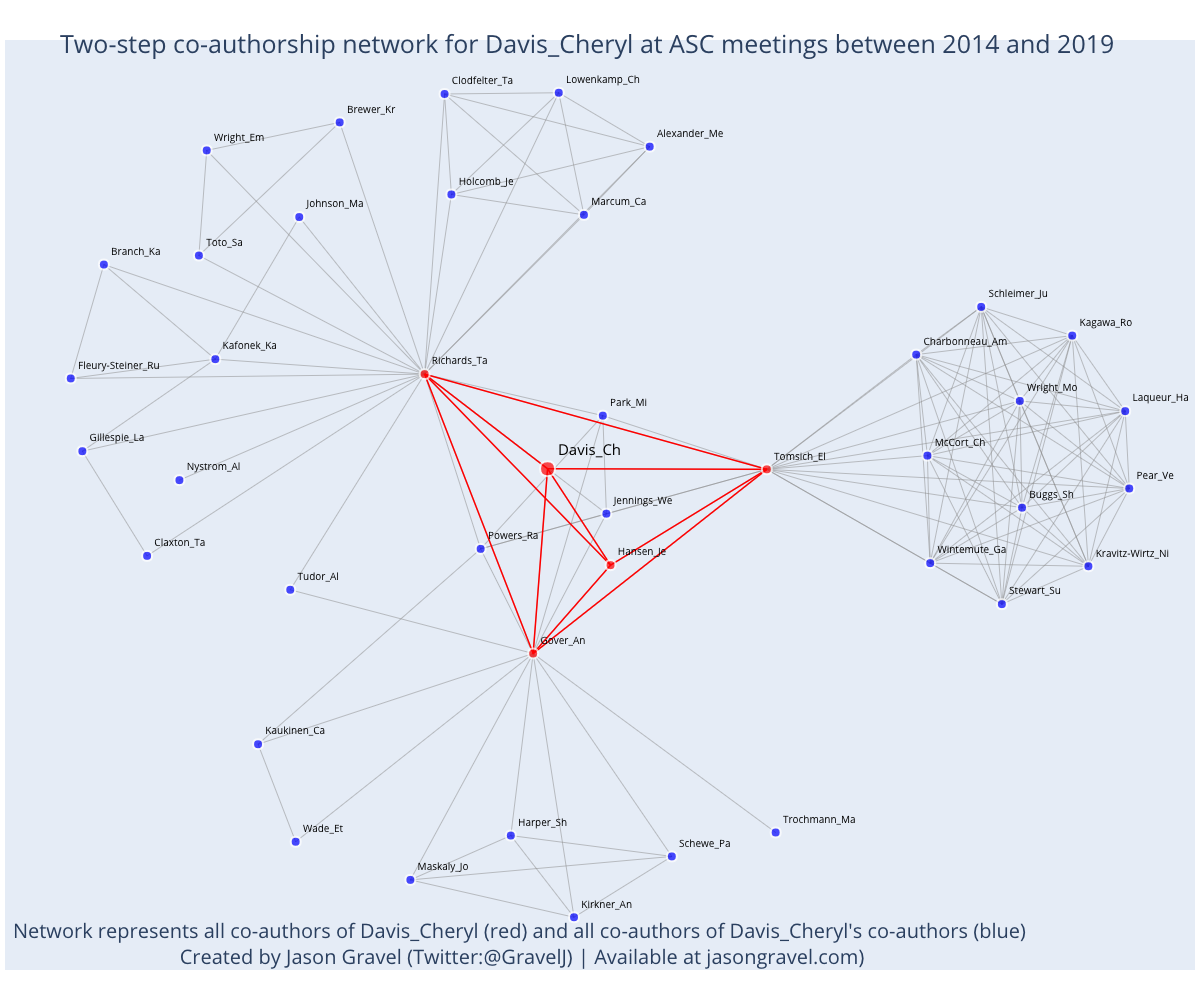 Two-step co-authorship network for Davis_Cheryl at ASC meetings between 2014 and 2019
Clodfelter_Ta
Lowenkamp_Ch
Brewer_Kr
Wright_Em
Alexander_Me
Holcomb_Je
Marcum_Ca
Johnson_Ma
Toto_Sa
Branch_Ka
Schleimer_Ju
Kagawa_Ro
Charbonneau_Am
Kafonek_Ka
Fleury-Steiner_Ru
Richards_Ta
Wright_Mo
Laqueur_Ha
Park_Mi
Gillespie_La
McCort_Ch
Davis_Ch
Tomsich_El
Nystrom_Al
Pear_Ve
Buggs_Sh
Jennings_We
Powers_Ra
Claxton_Ta
Hansen_Je
Wintemute_Ga
Kravitz-Wirtz_Ni
Tudor_Al
Stewart_Su
Gover_An
Kaukinen_Ca
Wade_Et
Harper_Sh
Trochmann_Ma
Schewe_Pa
Maskaly_Jo
Kirkner_An
Network represents all co-authors of Davis_Cheryl (red) and all co-authors of Davis_Cheryl's co-authors (blue)
Created by Jason Gravel (Twitter:@GravelJ) | Available at jasongravel.com)